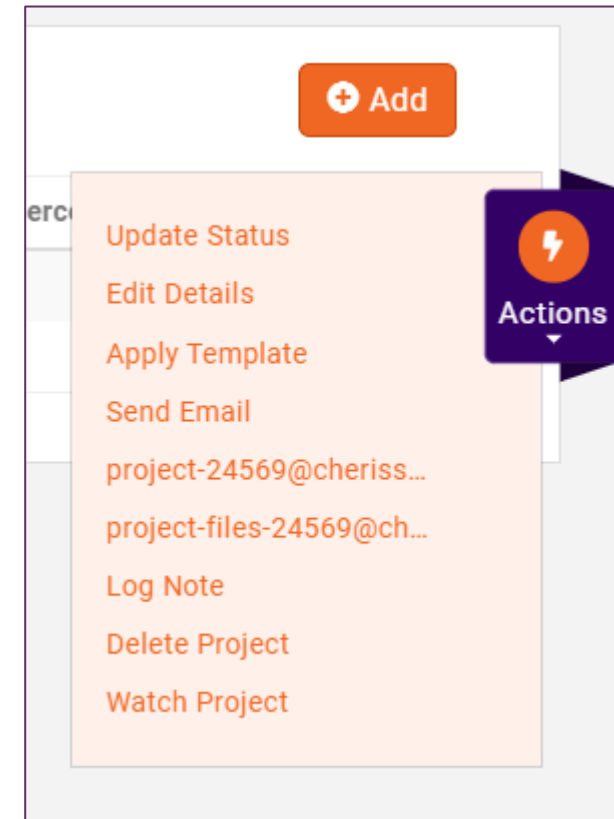 Add
erce
Update Status
Edit Details
Actions
Apply Template
Send Email
project-24569@cheriss...
project-files-24569@ch...
Log Note
Delete Project
Watch Project